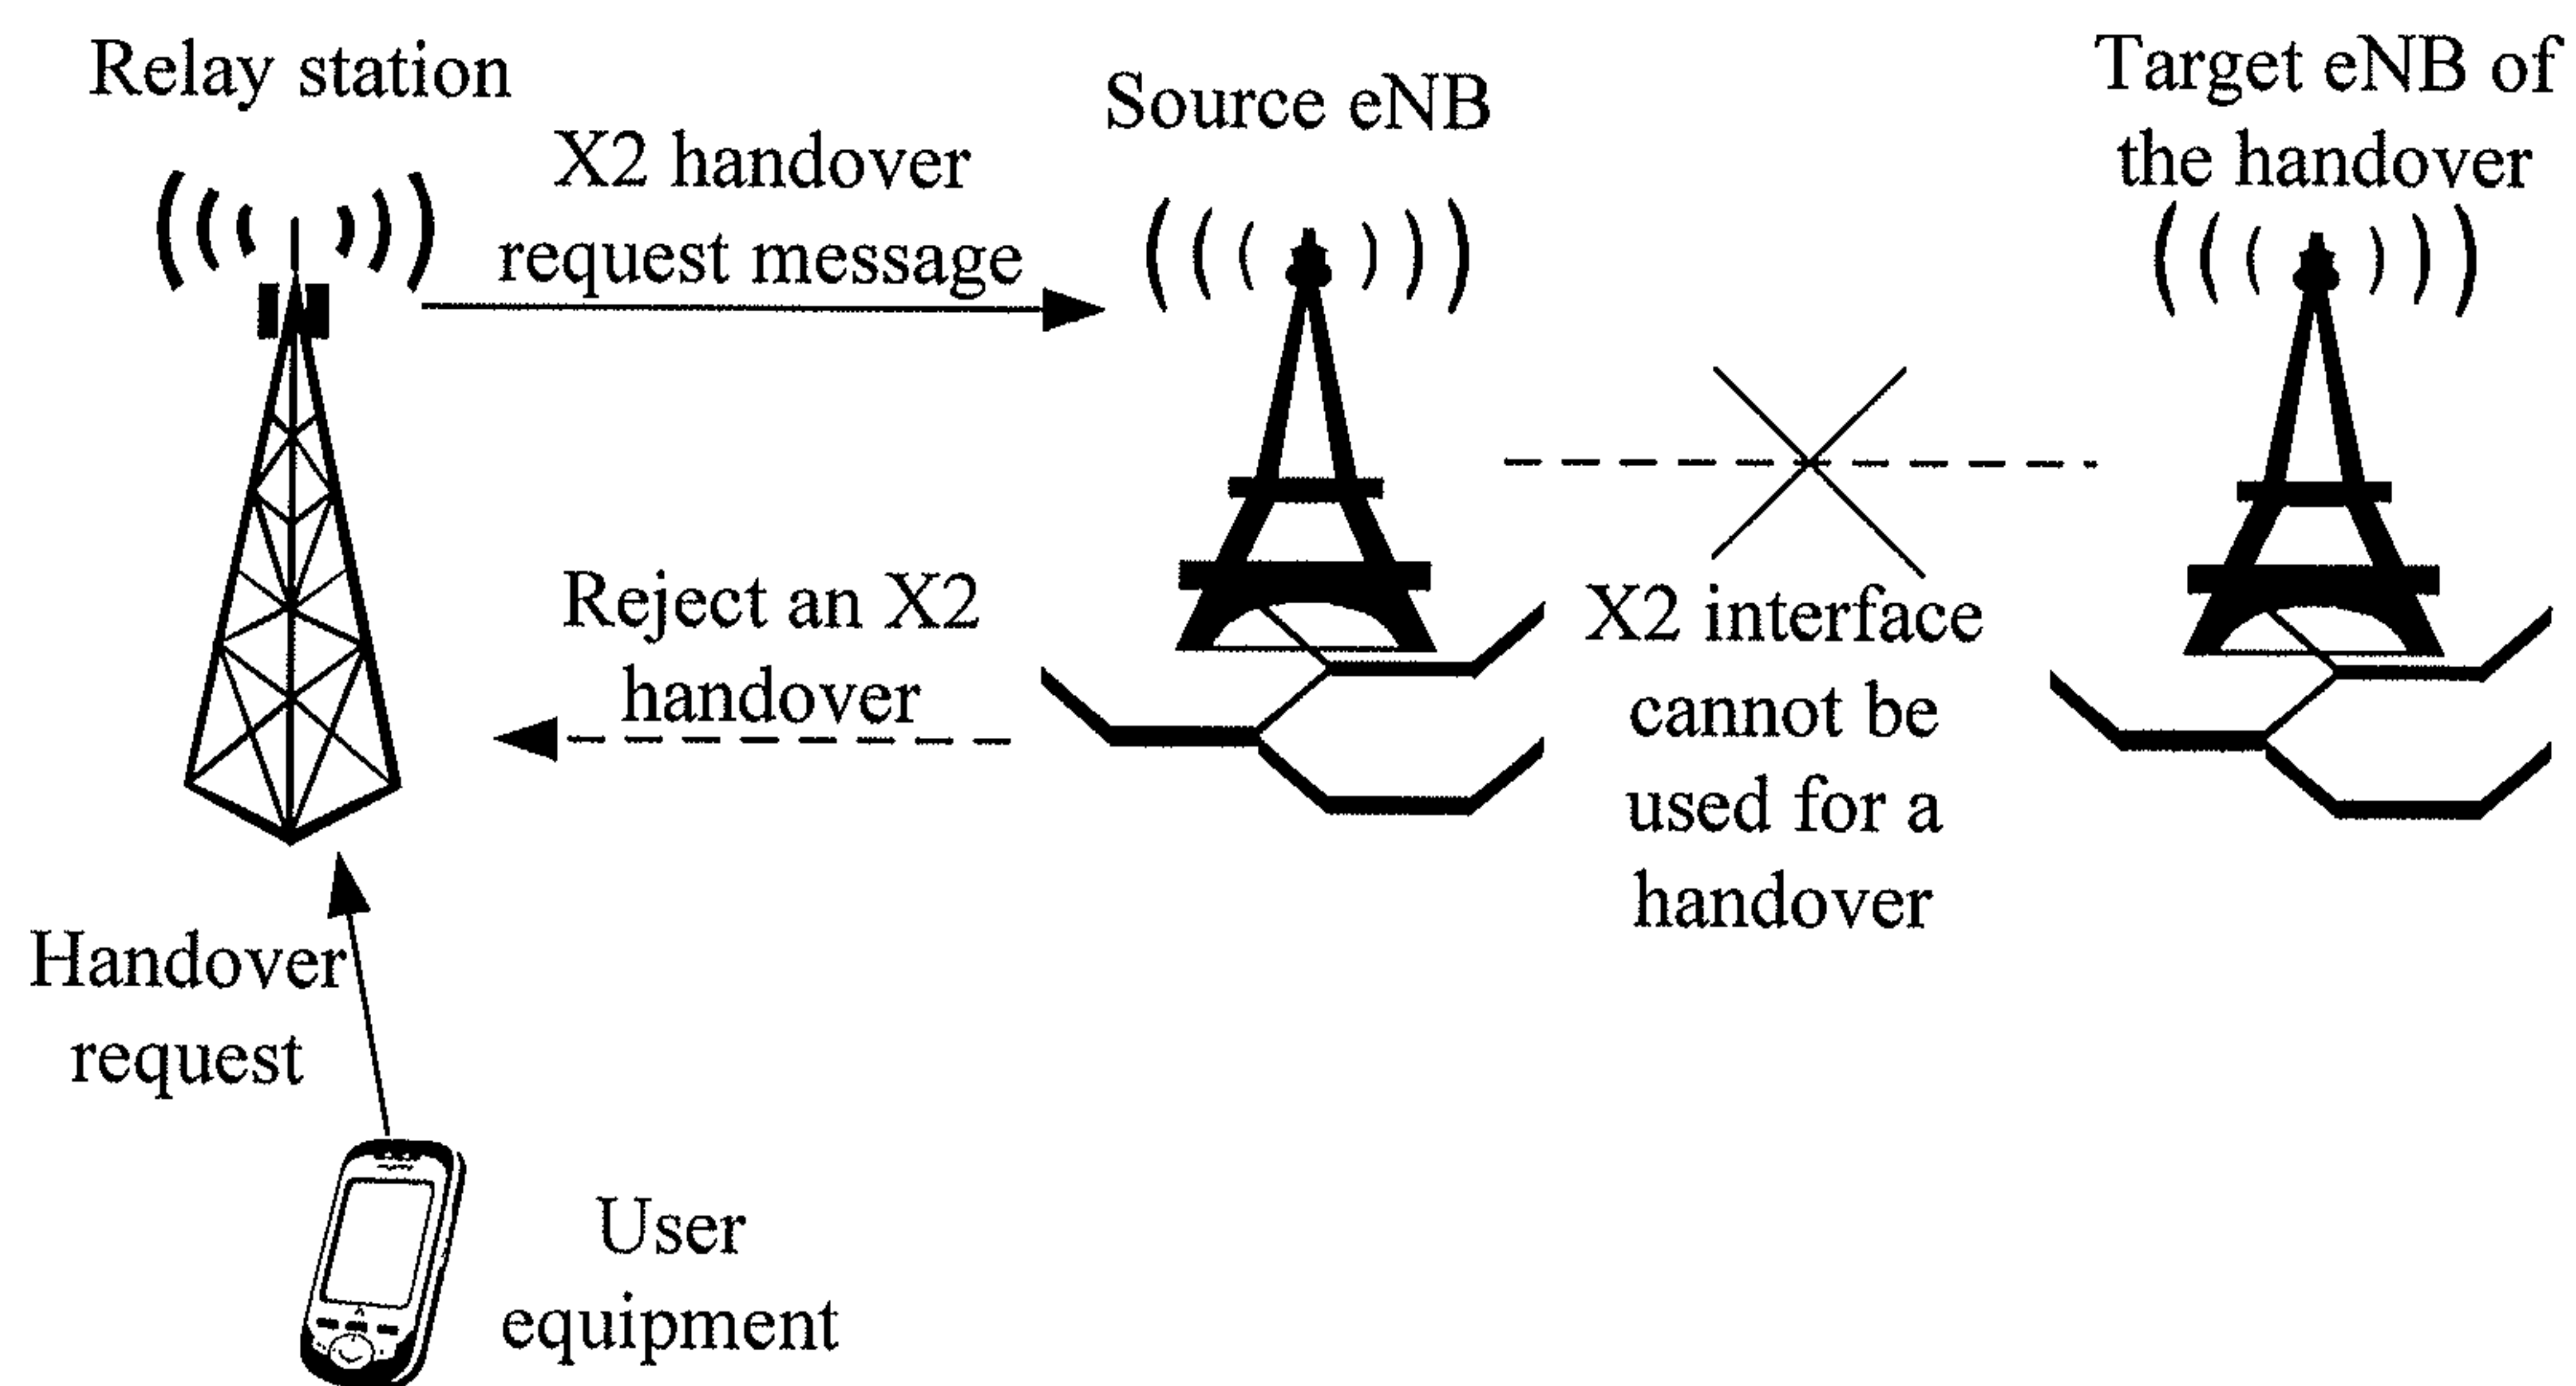 Relay station
X2 handover
request message
Source eNB
Target eNB of
the handover
Reject an X2
handover
X2 interface
cannot be
used for a
handover
Handover
request
User
equipment